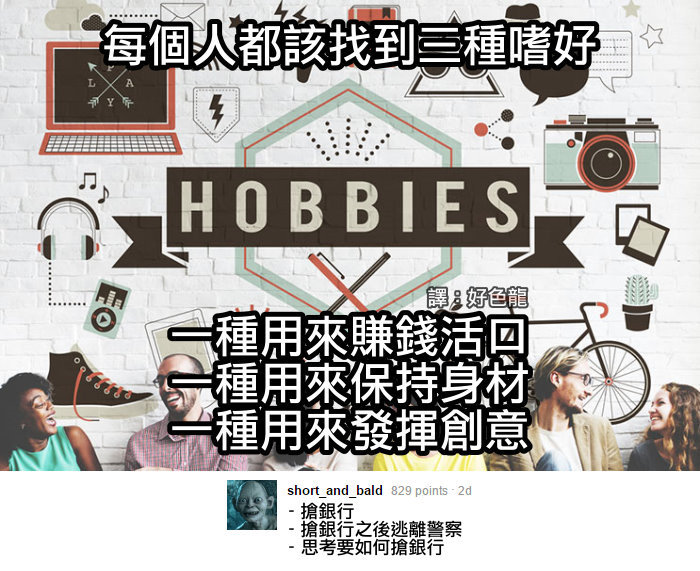 每個人都該找到三種嗜好
P
L A
Y
HOBBIES
譯：好色龍
一種用來賺錢活口
一種用來保持身材
一種用來發揮創意
short_and_bald 829 points · 2d
- 搶銀行
- 搶銀行之後逃離警察
- 思考要如何搶銀行